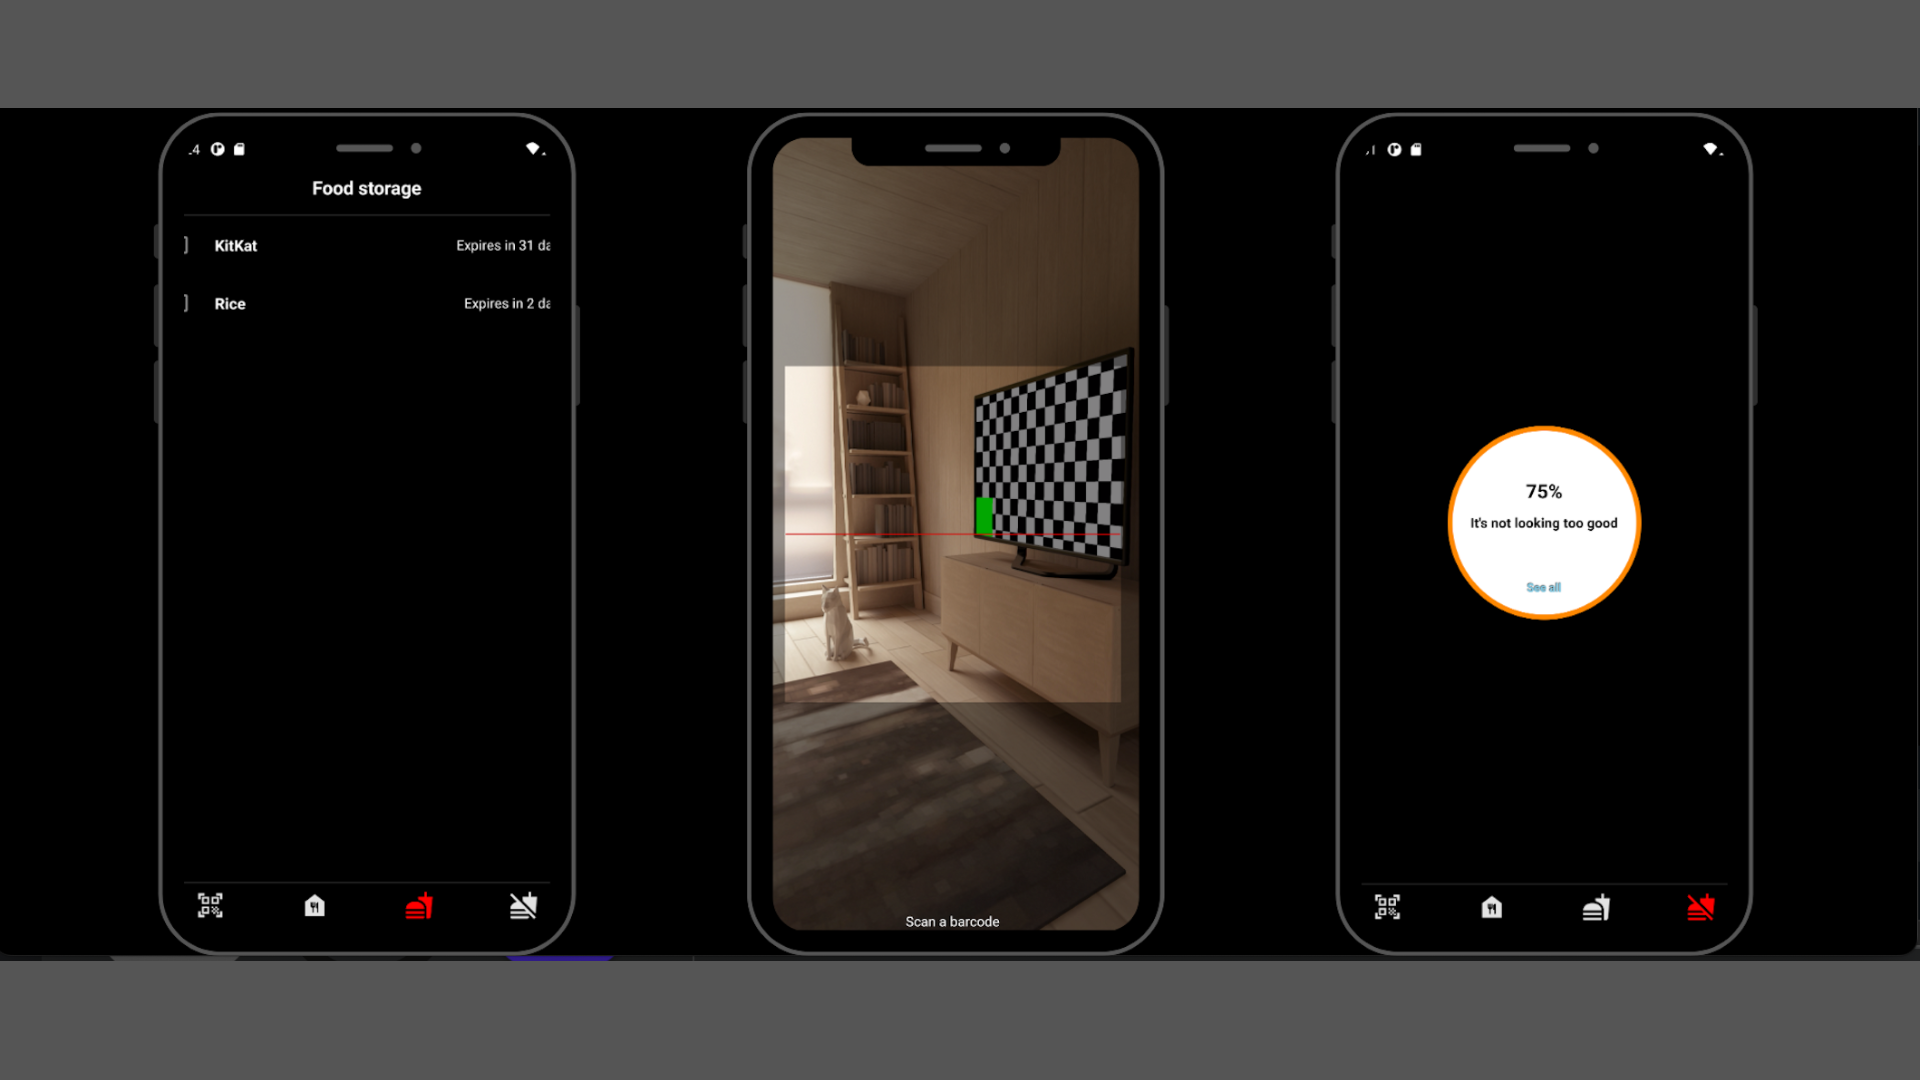 Food storage
KitKat
Expires in 31 da
Rice
Expires in 2 da
Scan a barcode
75%
It's not looking too good
See all